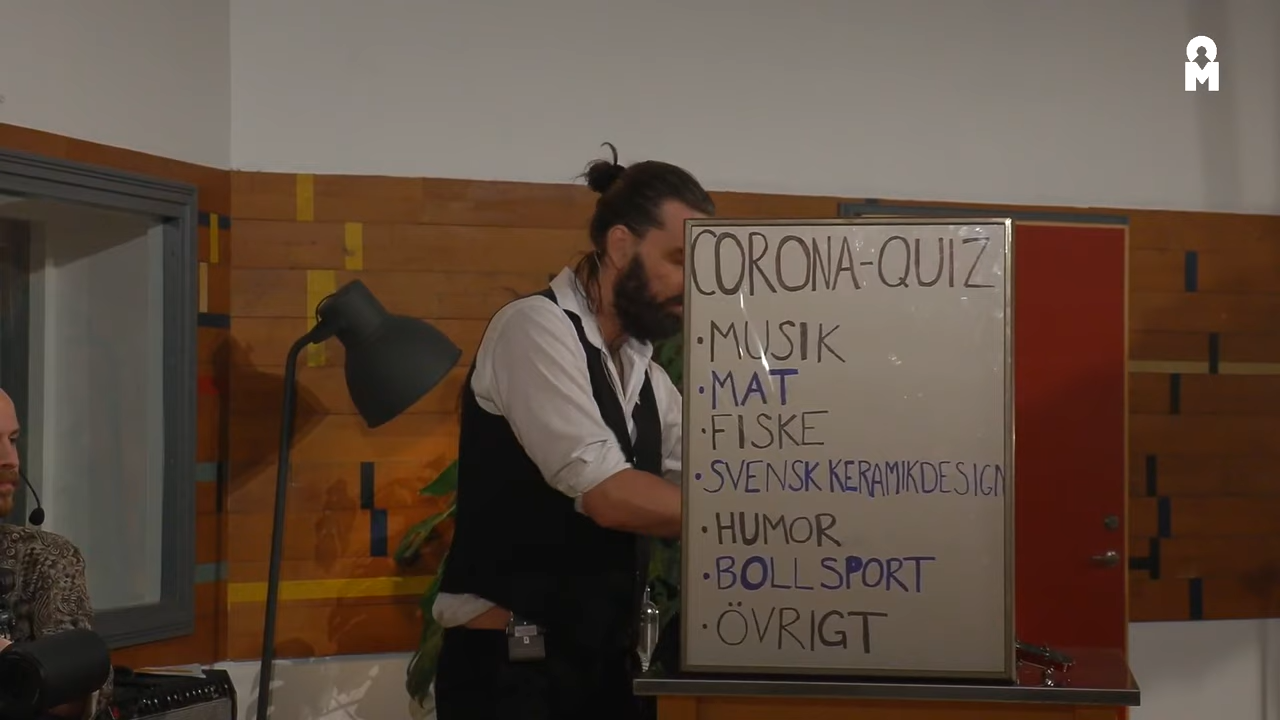 CORONA-QUIZ
·MUSIK
·MAT
·FISKE
·SVENSK KERAMIKDESIGN
·HUMOR
·BOLLSPORT
·ÖVRIGT